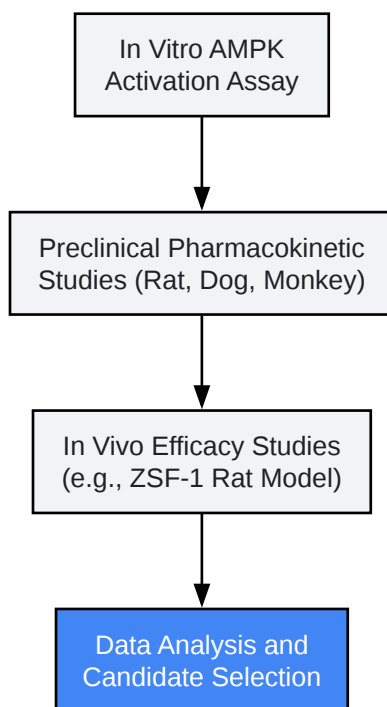 In Vitro AMPK
Activation Assay
Preclinical Pharmacokinetic
Studies (Rat, Dog, Monkey)
In Vivo Efficacy Studies
(e.g., ZSF-1 Rat Model)
Data Analysis and
Candidate Selection